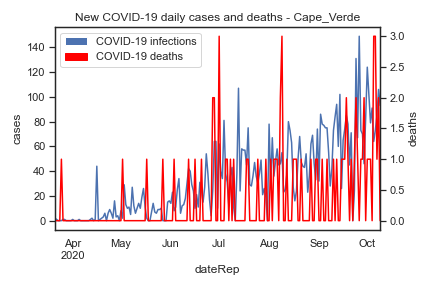 New COVID-19 daily cases and deaths - Cape_Verde
COVID-19 infections
COVID-19 deaths
cases
140
120
100
80
60
40
20
0
deaths
3.0
2.5
2.0
1.5
1.0
0.5
0.0
Apr May Jun Jul Aug Sep Oct
2020
dateRep